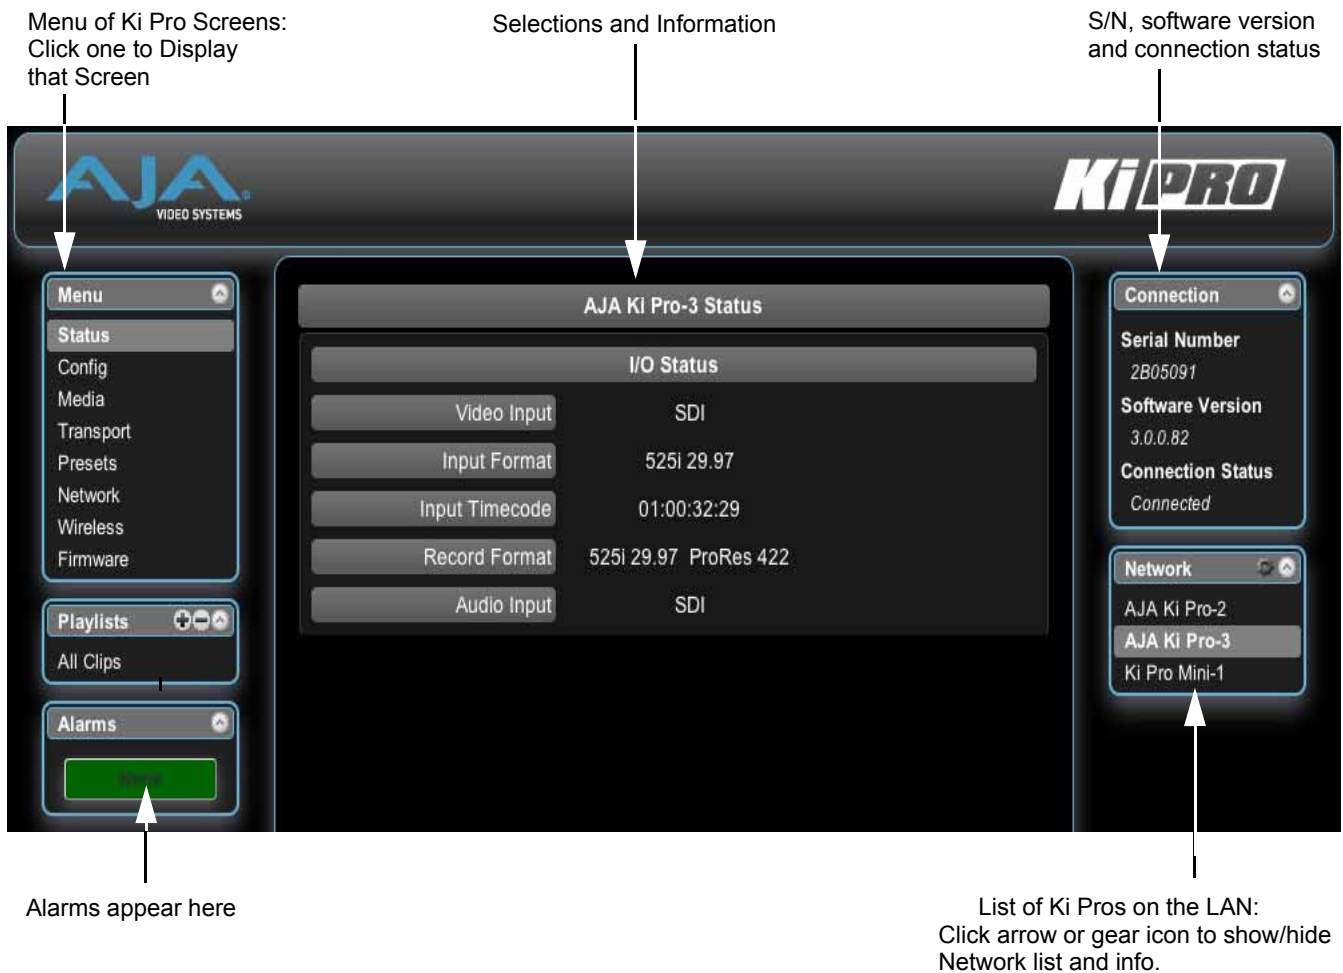 Menu of Ki Pro Screens:
Click one to Display
that Screen
Selections and Information
S/N, software version
and connection status
AJA
VIDEO SYSTEMS
Ki PRO
Menu
Status
Config
Media
Transport
Presets
Network
Wireless
Firmware
Playlists
All Clips
Alarms
None
AJA Ki Pro-3 Status
I/O Status
Video Input SDI
Input Format 525i 29.97
Input Timecode 01:00:32:29
Record Format 525i 29.97 ProRes 422
Audio Input SDI
Connection
Serial Number
2B05091
Software Version
3.0.0.82
Connection Status
Connected
Network
AJA Ki Pro-2
AJA Ki Pro-3
Ki Pro Mini-1
Alarms appear here
List of Ki Pros on the LAN:
Click arrow or gear icon to show/hide
Network list and info.